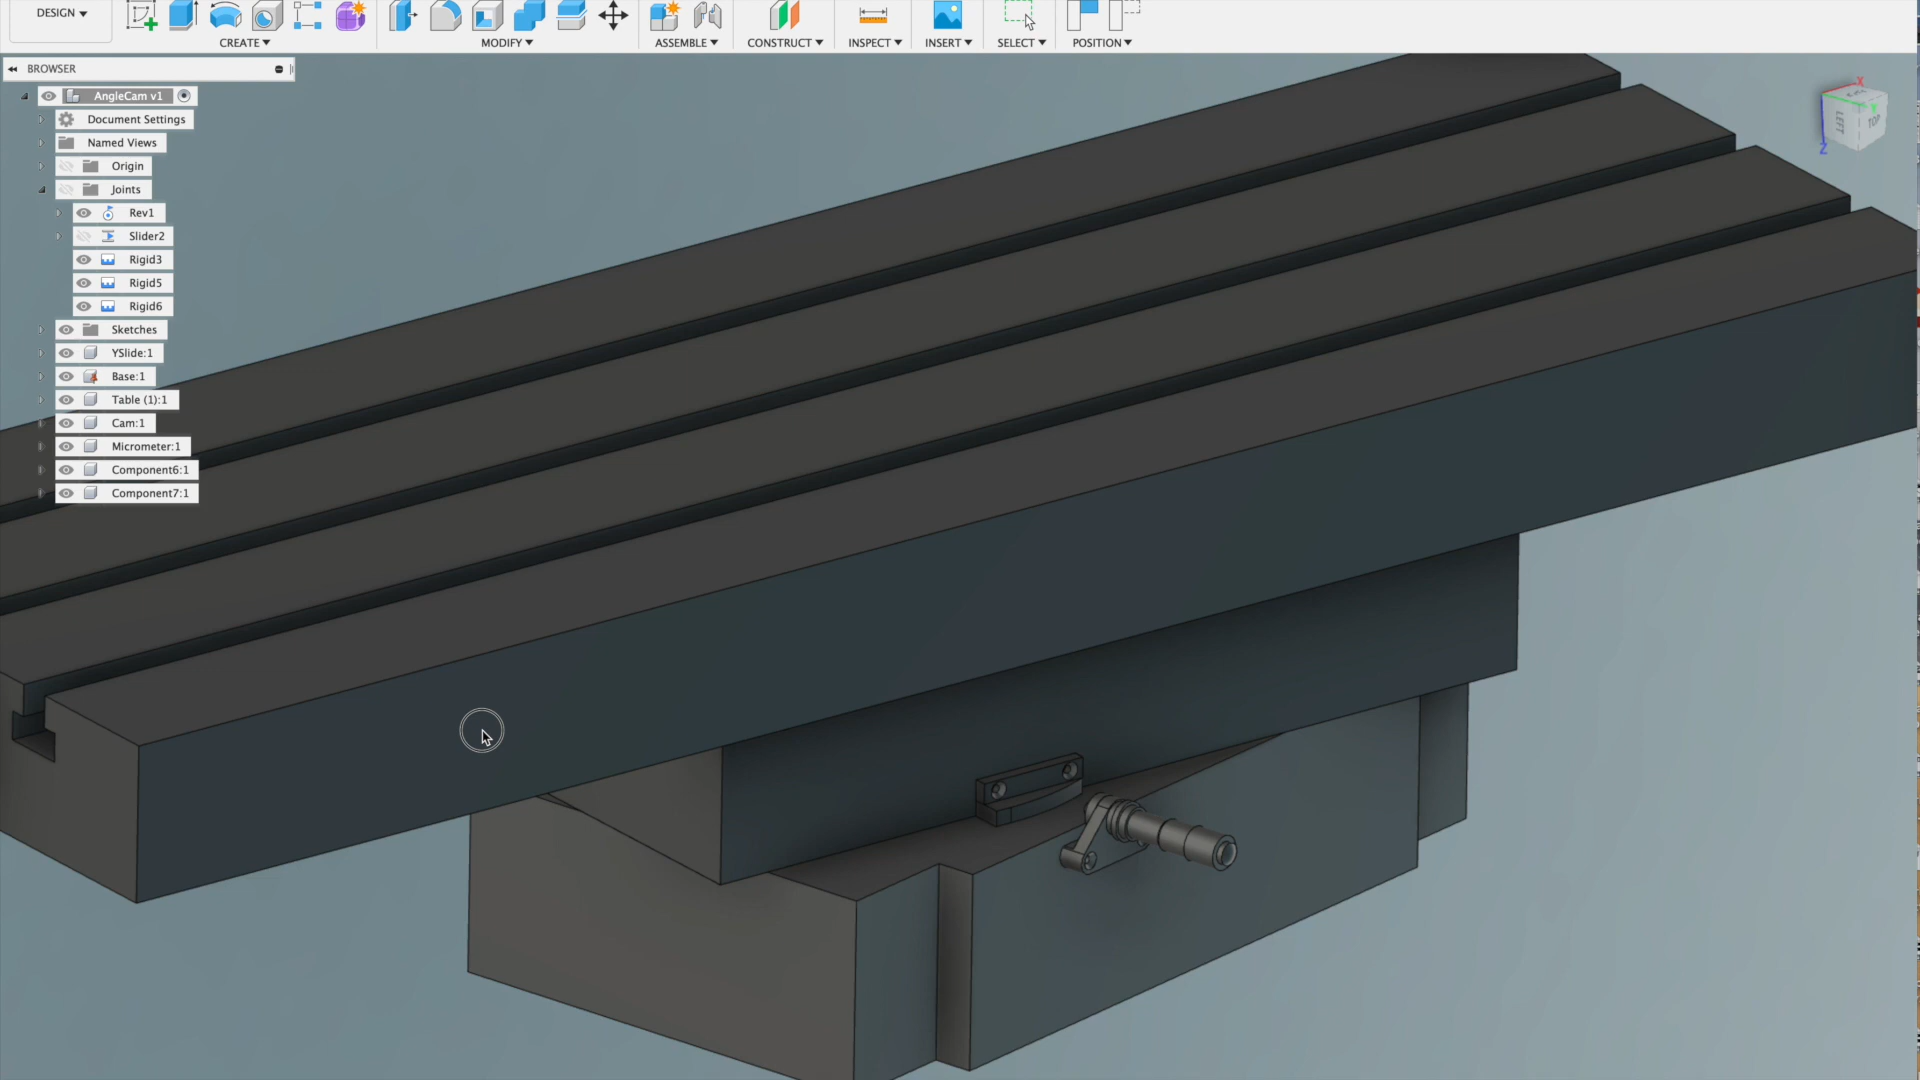 DESIGN
CREATE
MODIFY
ASSEMBLE
CONSTRUCT
INSPECT
INSERT
SELECT
POSITION
BROWSER
AngleCam v1
Document Settings
Named Views
Origin
Joints
Rev1
Slider2
Rigid3
Rigid5
Rigid6
Sketches
YSlide:1
Base:1
Table (1):1
Cam:1
Micrometer:1
Component6:1
Component7:1
X
Y
Z
LEFT
TOP